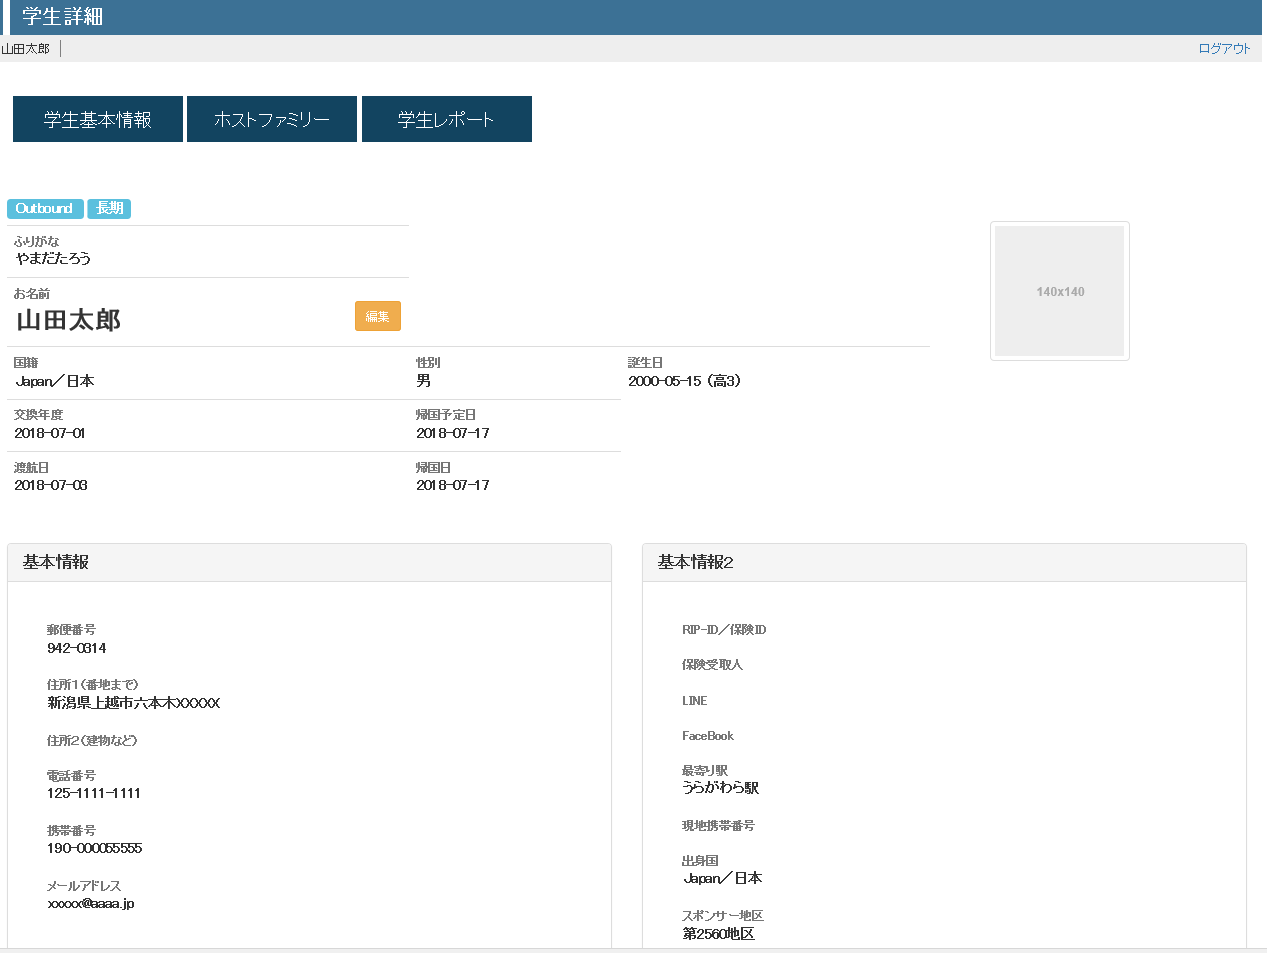 学生詳細
山田太郎
ログアウト
学生基本情報 ホストファミリー 学生レポート
Outbound 長期
ふりがな
やまだたろう
お名前
山田太郎
編集
140x140
国籍 性別 誕生日
Japan／日本 男 2000-05-15（高3）
交換年度 帰国予定日
2018-07-01 2018-07-17
渡航日 帰国日
2018-07-03 2018-07-17
基本情報
郵便番号
942-0314
住所1（番地まで）
新潟県上越市六本木XXXXX
住所2（建物など）
電話番号
125-1111-1111
携帯番号
190-000055555
メールアドレス
xxxxx@aaaa.jp
基本情報2
RIP-ID／保険ID
保険受取人
LINE
FaceBook
最寄り駅
うらがわら駅
現地携帯番号
出身国
Japan／日本
スポンサー地区
第2560地区